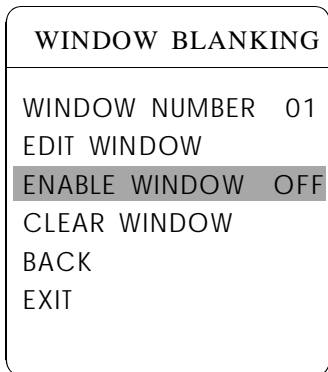 WINDOW BLANKING
WINDOW NUMBER 01
EDIT WINDOW
ENABLE WINDOW OFF
CLEAR WINDOW
BACK
EXIT